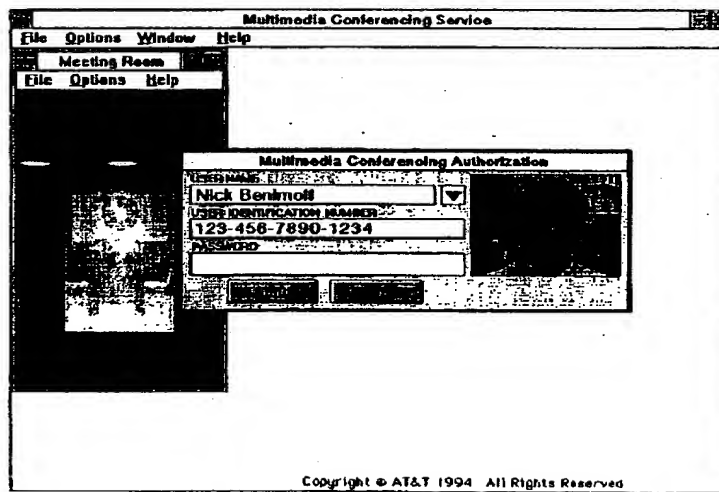 Multimedia Conferencing Service
File Options Window Help
Meeting Room
File Options Help
Multimedia Conferencing Authorization
USER NAME
Nick Benimoff
USER IDENTIFICATION NUMBER
123-456-7890-1234
PASSWORD
Copyright © AT&T 1994 All Rights Reserved